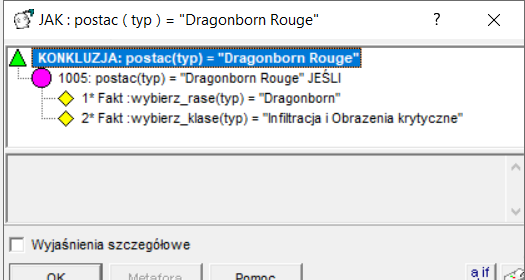 JAK : postac ( typ ) = "Dragonborn Rouge"
KONKLUZJA: postac(typ) = "Dragonborn Rouge"
1005: postac(typ) = "Dragonborn Rouge" JEŚLI
1* Fakt :wybierz_rase(typ) = "Dragonborn"
2* Fakt :wybierz_klase(typ) = "Infiltracja i Obrazenia krytyczne"
Wyjaśnienia szczegółowe
OK Metafora Pomoc a if